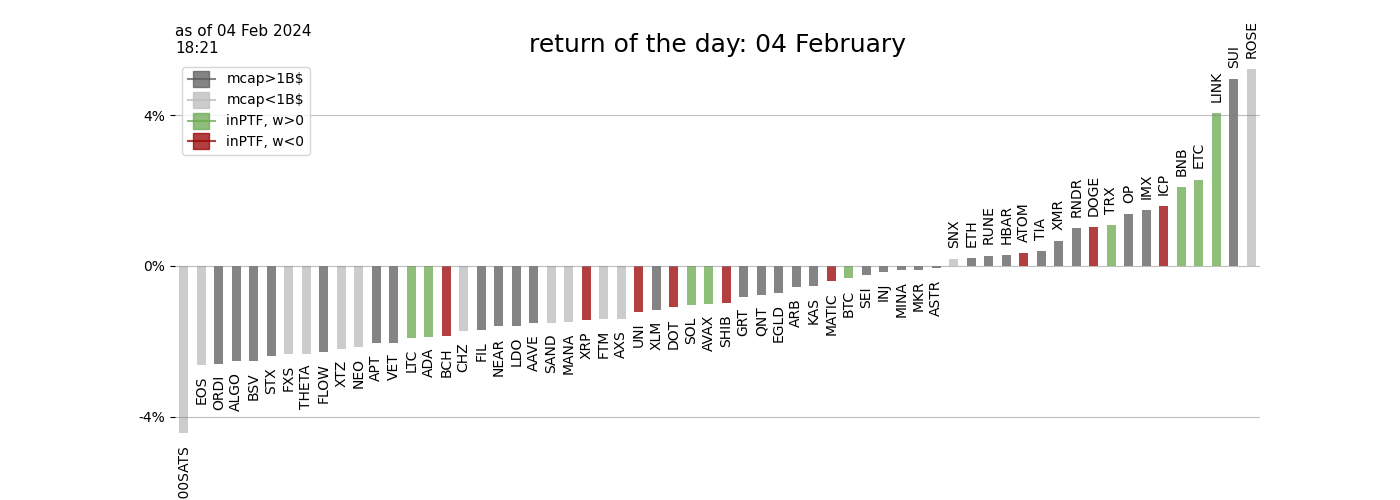 as of 04 Feb 2024
18:21
return of the day: 04 February
mcap>1B$
mcap<1B$
inPTF, w>0
inPTF, w<0
4%
0%
-4%
00SATS
EOS
ORDI
ALGO
BSV
STX
FXS
THETA
FLOW
XTZ
NEO
APT
VET
LTC
ADA
BCH
CHZ
FIL
NEAR
LDO
AAVE
SAND
MANA
XRP
FTM
AXS
UNI
XLM
DOT
SOL
AVAX
SHIB
GRT
QNT
EGLD
ARB
KAS
MATIC
BTC
SEI
INJ
MINA
MKR
ASTR
SNX
ETH
RUNE
HBAR
ATOM
TIA
XMR
RNDR
DOGE
TRX
OP
IMX
ICP
BNB
ETC
LINK
SUI
ROSE